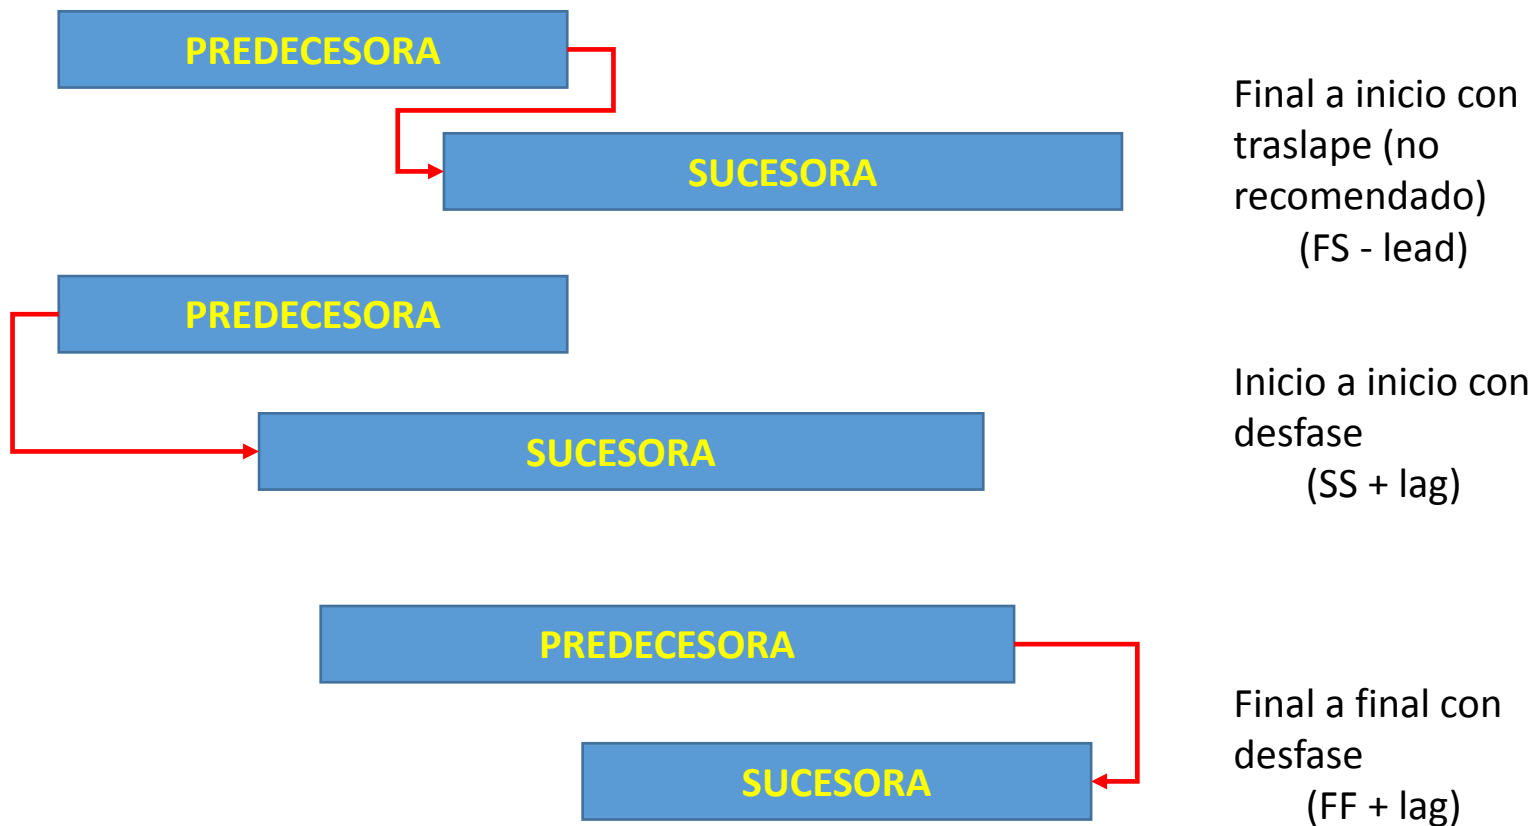 PREDECESORA
SUCESORA
Final a inicio con
traslape (no
recomendado)
(FS - lead)
PREDECESORA
SUCESORA
Inicio a inicio con
desfase
(SS + lag)
PREDECESORA
SUCESORA
Final a final con
desfase
(FF + lag)